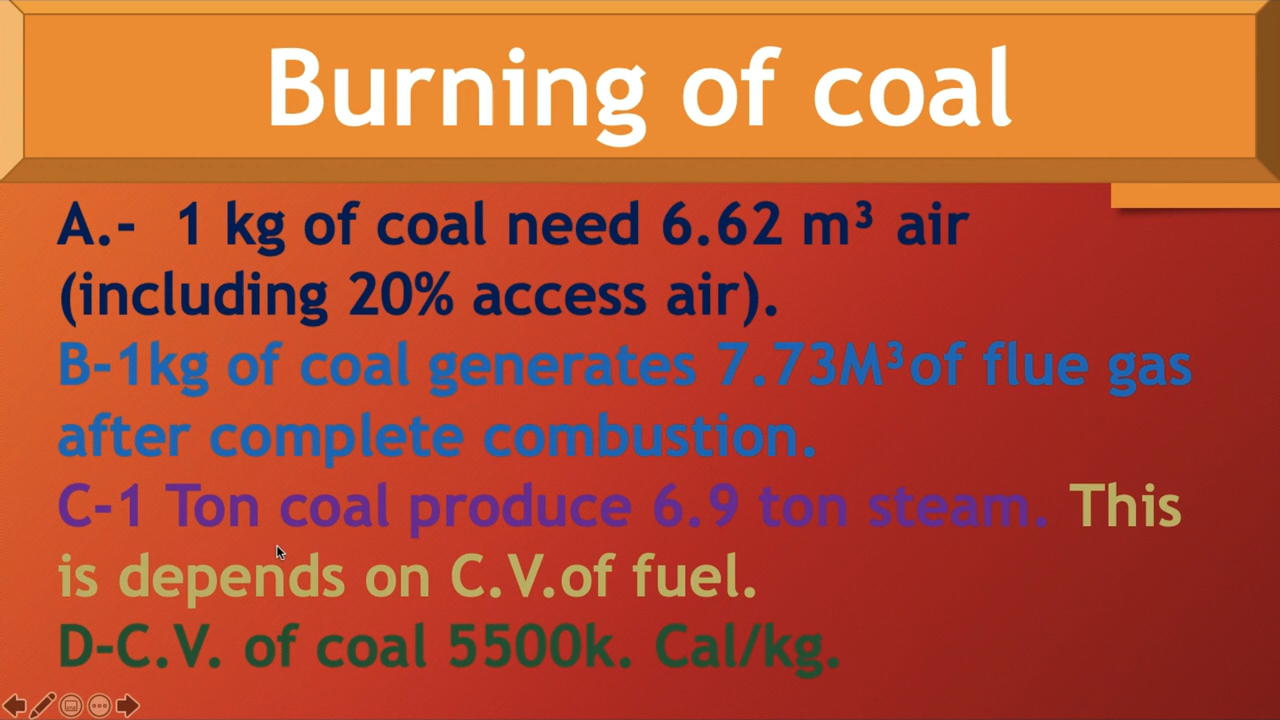 Burning of coal
A.- 1 kg of coal need 6.62 m³ air
(including 20% access air).
B-1kg of coal generates 7.73M³of flue gas
after complete combustion.
C-1 Ton coal produce 6.9 ton steam. This
is depends on C.V.of fuel.
D-C.V. of coal 5500k. Cal/kg.